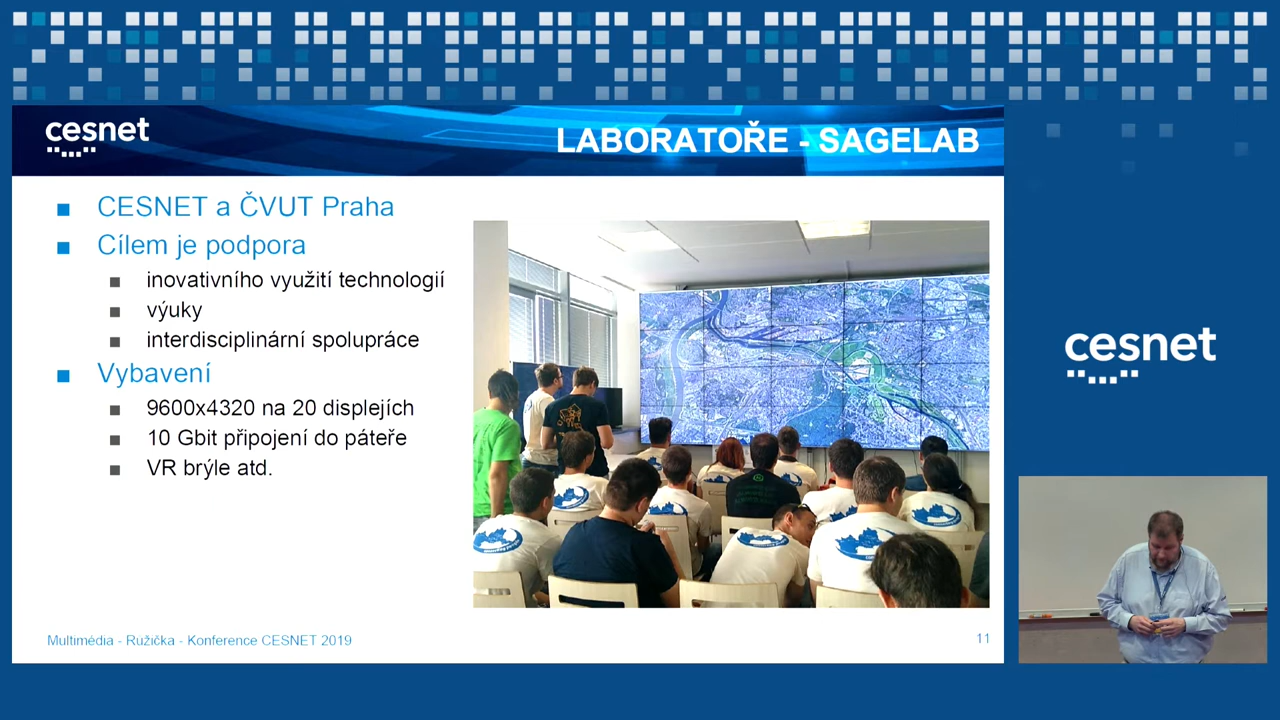 cesnet
LABORATOŘE - SAGELAB
CESNET a ČVUT Praha
Cílem je podpora
inovativního využití technologií
výuky
interdisciplinární spolupráce
Vybavení
9600x4320 na 20 displejích
10 Gbit připojení do páteře
VR brýle atd.
Multimédia - Ružička - Konference CESNET 2019
11
cesnet